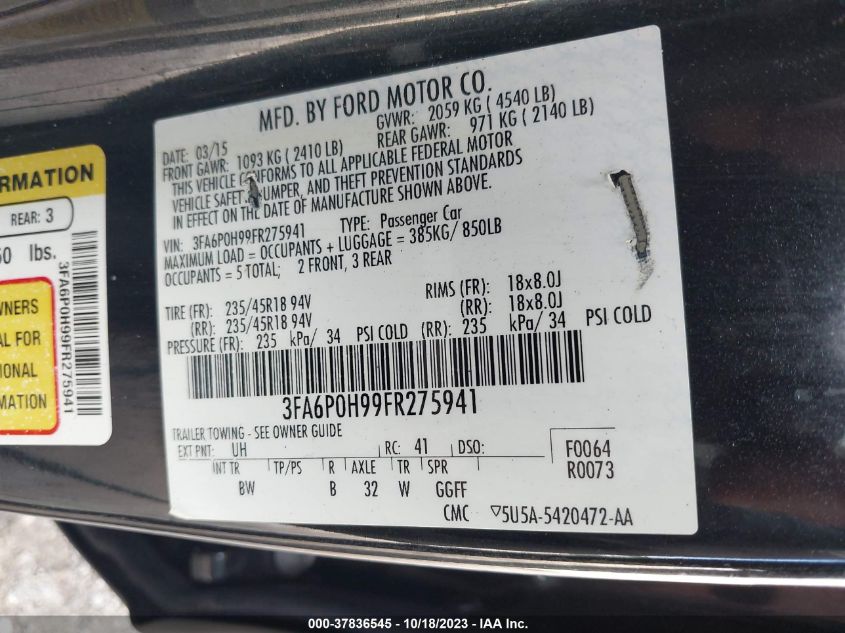 RMATION
REAR: 3
lbs.
WNERS
AL FOR
IONAL
MATION
3FA6P0H99FR275941
MFD. BY FORD MOTOR CO.
DATE: 03/15
GVWR: 2059 KG ( 4540 LB)
FRONT GAWR: 1093 KG ( 2410 LB)
REAR GAWR: 971 KG ( 2140 LB)
THIS VEHICLE CONFORMS TO ALL APPLICABLE FEDERAL MOTOR
VEHICLE SAFETY, BUMPER, AND THEFT PREVENTION STANDARDS
IN EFFECT ON THE DATE OF MANUFACTURE SHOWN ABOVE.
VIN: 3FA6P0H99FR275941 TYPE: Passenger Car
MAXIMUM LOAD = OCCUPANTS + LUGGAGE = 385KG/ 850LB
OCCUPANTS = 5 TOTAL; 2 FRONT, 3 REAR
TIRE (FR): 235/45R18 94V RIMS (FR): 18x8.0J
(RR): 235/45R18 94V (RR): 18x8.0J
PRESSURE (FR): 235 kPa/ 34 PSI COLD (RR): 235 kPa/ 34 PSI COLD
3FA6P0H99FR275941
TRAILER TOWING - SEE OWNER GUIDE
EXT PNT: UH RC: 41 DSO: F0064
R0073
INT TR TP/PS R AXLE TR SPR
BW B 32 W GGFF
CMC ▽5U5A-5420472-AA
000-37836545 - 10/18/2023 - IAA Inc.